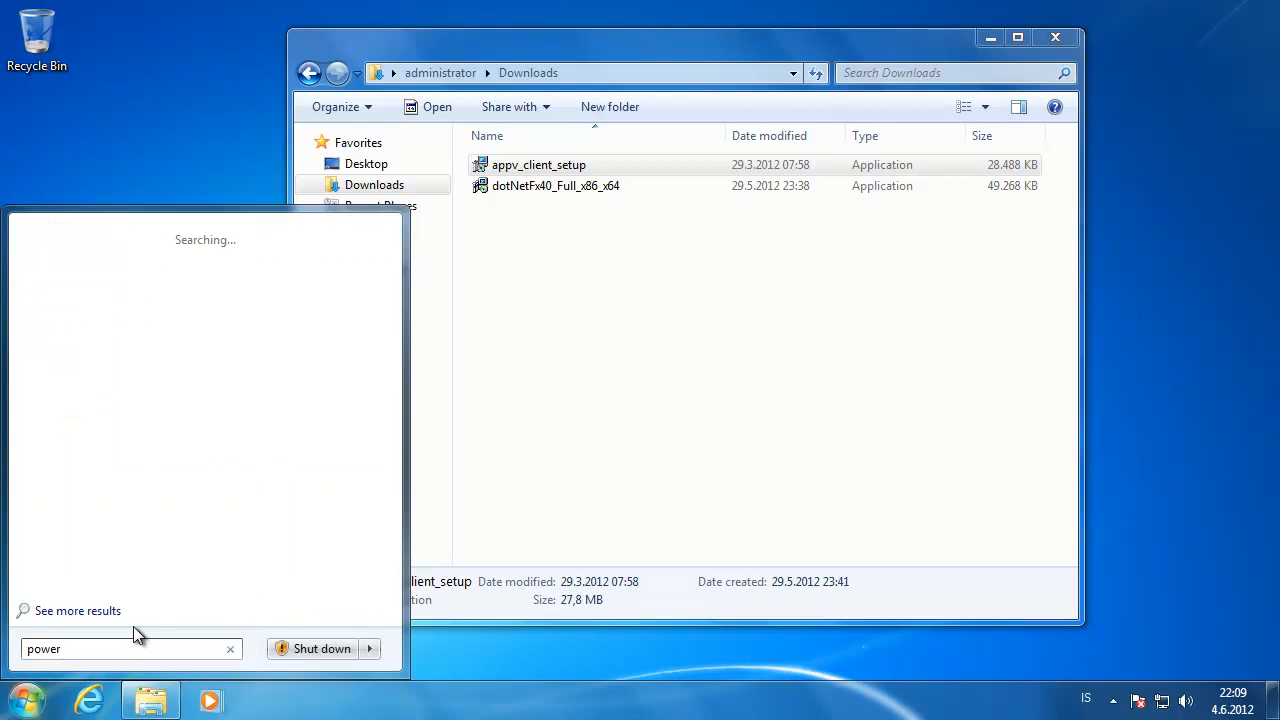 Recycle Bin
administrator Downloads
Search Downloads
Organize Open Share with New folder
Favorites
Desktop
Downloads
Name Date modified Type Size
appv_client_setup 29.3.2012 07:58 Application 28.488 KB
dotNetFx40_Full_x86_x64 29.5.2012 23:38 Application 49.268 KB
Searching...
See more results
power
Shut down
lient_setup Date modified: 29.3.2012 07:58 Date created: 29.5.2012 23:41
tion Size: 27,8 MB
IS
22:09
4.6.2012